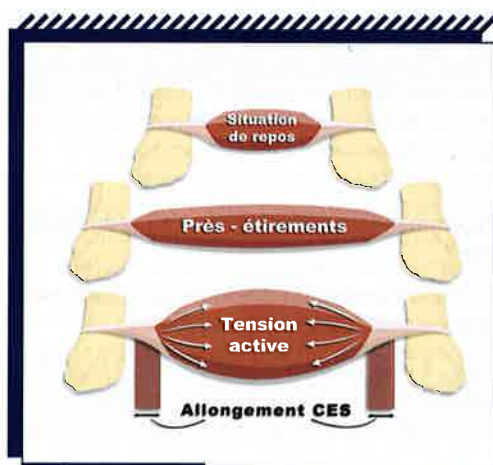 Situation
de repos
Près - étirements
Tension
active
Allongement CES